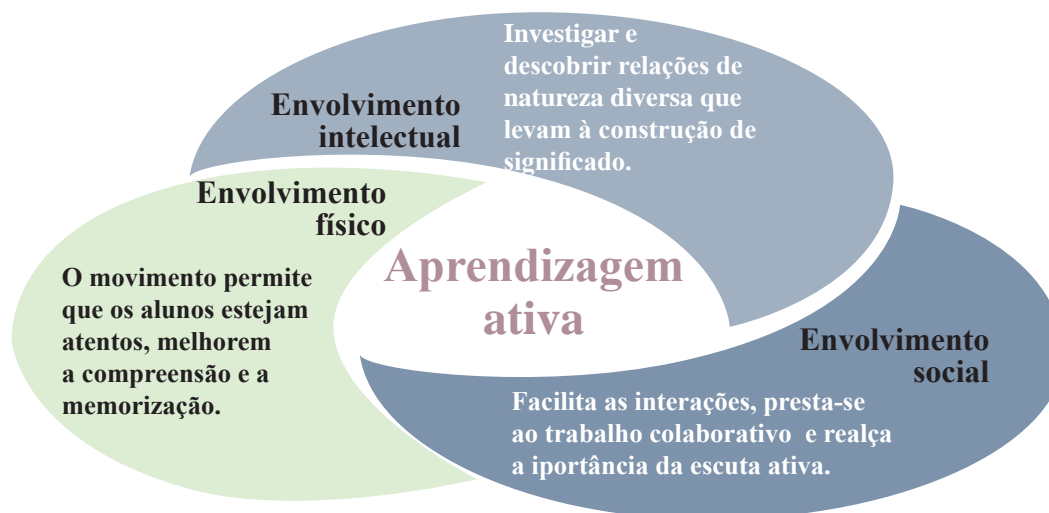 Envolvimento
intelectual
Investigar e
descobrir relações de
natureza diversa que
levam à construção de
significado.
Envolvimento
físico
O movimento permite
que os alunos estejam
atentos, melhorem
a compreensão e a
memorização.
Aprendizagem
ativa
Envolvimento
social
Facilita as interações, presta-se
ao trabalho colaborativo e realça
a iportância da escuta ativa.